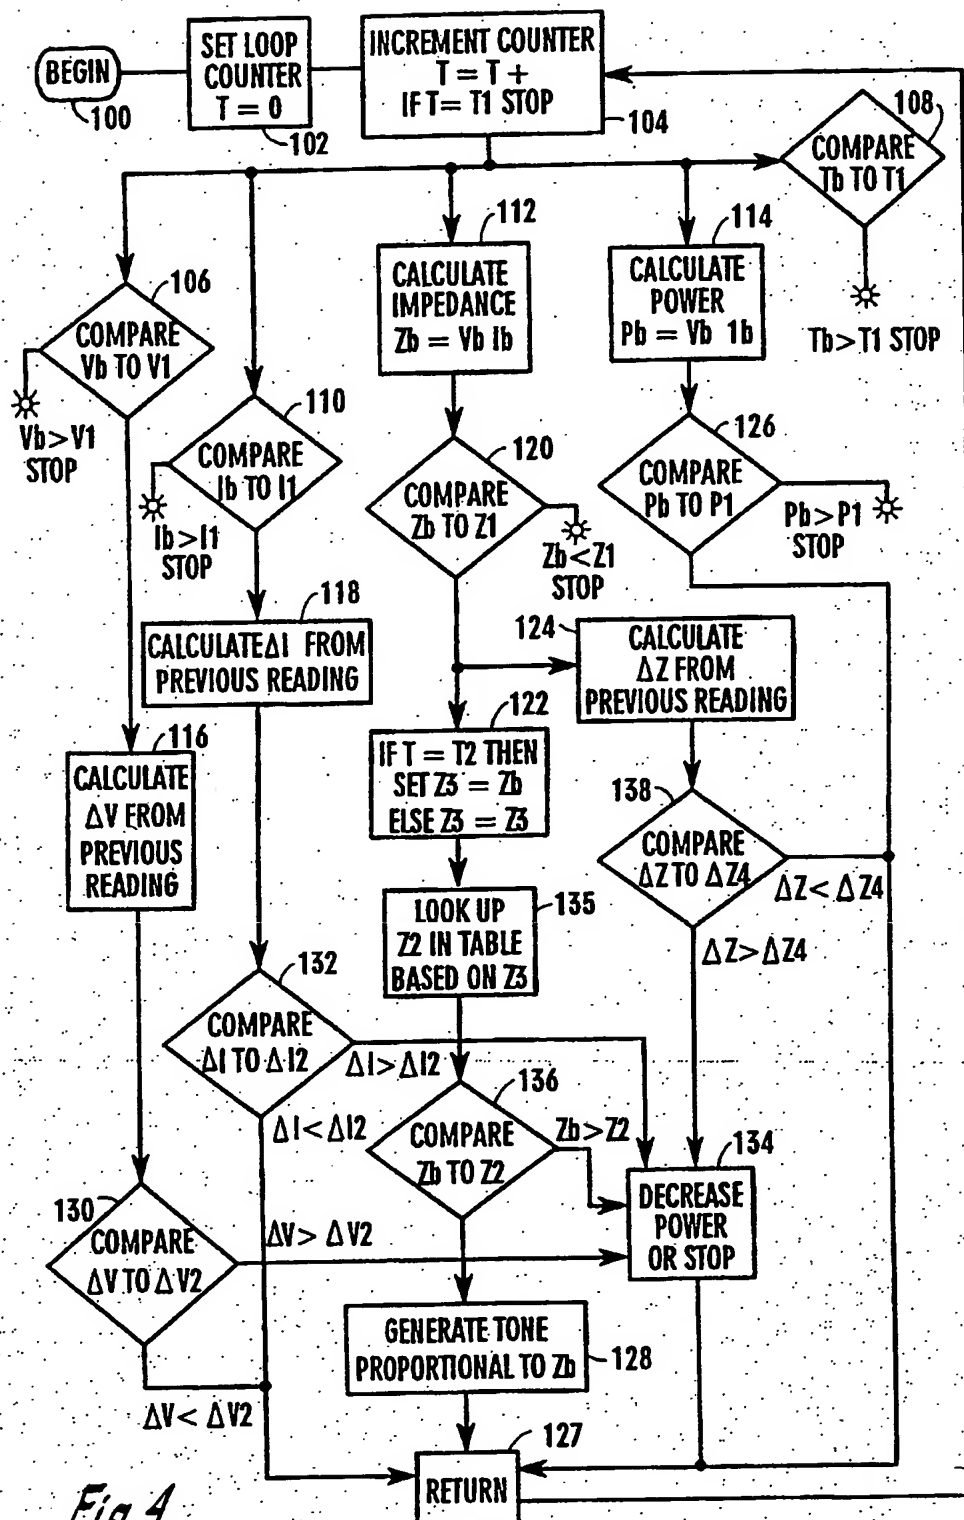 BEGIN
100
SET LOOP
COUNTER
T = 0
102
INCREMENT COUNTER
T = T +
IF T = T1 STOP
104
108
COMPARE
Tb TO T1
Tb>T1 STOP
106
COMPARE
Vb TO V1
Vb>V1
STOP
110
COMPARE
Ib TO I1
Ib>I1
STOP
112
CALCULATE
IMPEDANCE
Zb = Vb Ib
114
CALCULATE
POWER
Pb = Vb 1b
120
COMPARE
Zb TO Z1
Zb<Z1
STOP
126
COMPARE
Pb TO P1
Pb>P1
STOP
118
CALCULATE ΔI FROM
PREVIOUS READING
124
CALCULATE
ΔZ FROM
PREVIOUS READING
116
CALCULATE
ΔV FROM
PREVIOUS
READING
122
IF T = T2 THEN
SET Z3 = Zb
ELSE Z3 = Z3
138
COMPARE
ΔZ TO ΔZ4
ΔZ< ΔZ4
ΔZ>ΔZ4
135
LOOK UP
Z2 IN TABLE
BASED ON Z3
132
COMPARE
ΔI TO ΔI2
ΔI>ΔI2
ΔI<ΔI2
136
COMPARE
Zb TO Z2
Zb>Z2
134
DECREASE
POWER
OR STOP
130
COMPARE
ΔV TO ΔV2
ΔV> ΔV2
ΔV< ΔV2
GENERATE TONE
PROPORTIONAL TO Zb
128
127
RETURN
Fig 4